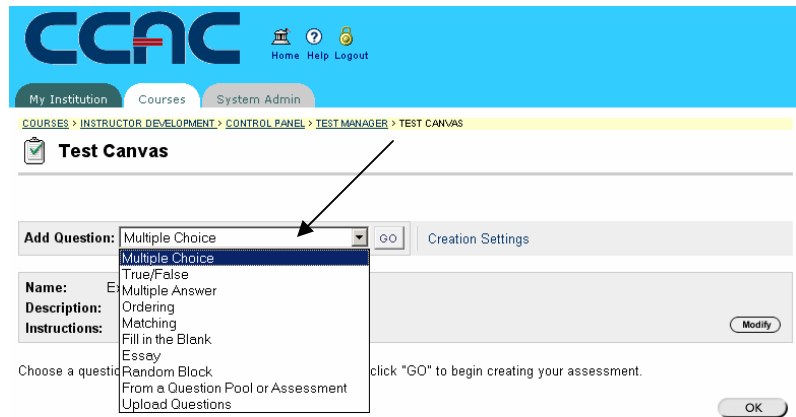 CCAC
Home Help Logout
My Institution Courses System Admin
COURSES > INSTRUCTOR DEVELOPMENT > CONTROL PANEL > TEST MANAGER > TEST CANVAS
Test Canvas
Add Question: Multiple Choice GO Creation Settings
Multiple Choice
True/False
Multiple Answer
Ordering
Matching
Fill in the Blank
Essay
Random Block
From a Question Pool or Assessment
Upload Questions
Name:
Description:
Instructions:
Modify
Choose a click "GO" to begin creating your assessment.
OK